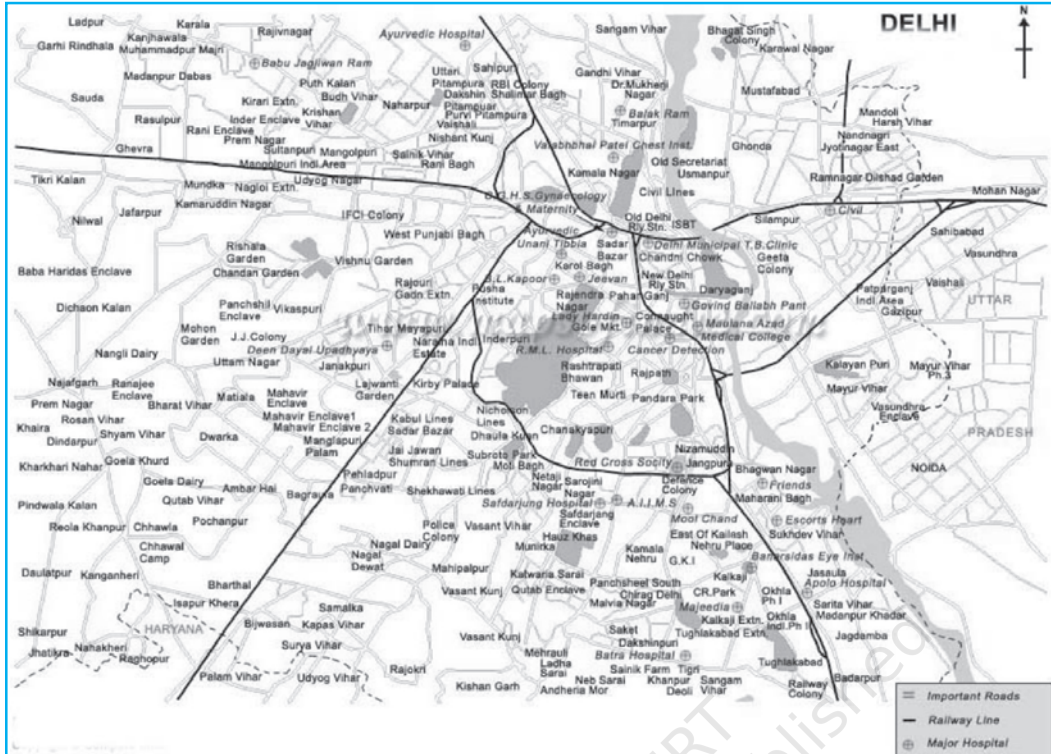 DELHI
N
Ladpur
Karala
Rajivnagar
Ayurvedic Hospital
Sangam Vihar
Bhagat Singh
Colony
Karawal Nagar
Garhi Rindhala
Kanjhawala
Muhammadpur Majri
Babu Jagjiwan Ram
Uttari
Pitampura
Sahipur
Gandhi Vihar
Madanpur Dabas
Puth Kalan
Budh Vihar
Dakshin
Pitampuar
RBI Colony
Shalimar Bagh
Dr.Mukherji
Nagar
Mustafabad
Sauda
Kirari Extn.
Krishan
Vihar
Naharpur
Purvi Pitampura
Balak Ram
Timarpur
Mandoli
Harsh Vihar
Rasulpur
Inder Enclave
Rani Enclave
Prem Nagar
Vaishali
Nishant Kunj
Valabhbhai Patel Chest Inst.
Ghonda
Nandnagri
Jyotinagar East
Ghevra
Sultanpuri
Mangolpuri
Sainik Vihar
Rani Bagh
Kamala Nagar
Old Secretariat
Usmanpur
Mangolpuri Indl.Area
Udyog Nagar
Ramnagar
Dilshad Garden
Tikri Kalan
Mundka
Nagloi Extn.
C.G.H.S.Gynaecology
& Maternity
Civil Lines
Mohan Nagar
Nilwal
Jafarpur
Kamaruddin Nagar
IFCI-Colony
Old Delhi
Rly.Stn.
ISBT
Silampur
Civil
West Punjabi Bagh
Ayurvedic
Unani Tibbia
Sadar
Bazar
Delhi Municipal T.B.Clinic
Chandni Chowk
Geeta
Colony
Sahibabad
Vasundhra
Baba Haridas Enclave
Rishala
Garden
Chandan Garden
Vishnu Garden
Karol Bagh
Rajouri
Gadn Extn.
Pusha
Institute
B.L.Kapoor
Jeevan
New Delhi
Rly Stn
Daryaganj
Patparganj
Indl Area
Gazipur
Vaishali
UTTAR
Dichaon Kalan
Panchshil
Enclave
Vikaspuri
Rajendra
Nagar
Pahar Ganj
Govind Ballabh Pant
Mohon
Garden
J.J.Colony
Tihar
Mayapuri
Lady Hardin
Gole Mkt.
Connaught
Palace
Maulana Azad
Medical College
Nangli Dairy
Uttam Nagar
Deen Dayal Upadhyaya
Naraina Indl
Estate
Inderpuri
R.M.L. Hospital
Cancer Detection
Janakpuri
Kalayan Puri
Mayur Vihar
Ph 3
Najafgarh
Ranajee
Enclave
Matiala
Mahavir
Enclave
Lajwanti
Garden
Kirby Palace
Rashtrapati
Bhawan
Rajpath
Mayur Vihar
Prem Nagar
Bharat Vihar
Teen Murti
Pandara Park
Vasundhra
Enclave
Rosan Vihar
Khaira
Dindarpur
Shyam Vihar
Dwarka
Mahavir Enclave1
Mahavir Enclave 2
Manglapuri
Palam
Kabul Lines
Sadar Bazar
Nicholson
Lines
Dhaula Kuan
Chanakyapuri
PRADESH
Jai Jawan
Shumran Lines
Subroto Park
Moti Bagh
Nizamuddin
Kharkhari Nahar
Goela Khurd
Pehladpur
Red Cross Socity
Jangpura
NOIDA
Goela Dairy
Ambar Hai
Panchvati
Netaji
Nagar
Sarojini
Nagar
Defence
Colony
Bhagwan Nagar
Friends
Pindwala Kalan
Qutab Vihar
Bagraula
Shekhawati Lines
Safdarjung Hospital
A.I.I.M.S
Maharani Bagh
Reola Khanpur
Chhawla
Pochanpur
Police
Colony
Vasant Vihar
Safdarjang
Enclave
Mool Chand
Escorts Heart
Chhawal
Camp
Nagal Dairy
Hauz Khas
East Of Kailash
Nehru Place
Sukhdev Vihar
Nagal
Dewat
Munirka
Kamala
Nehru
G.K.I
Banarsidas Eye Inst.
Daulatpur
Kanganheri
Mahipalpur
Katwaria Sarai
Kalkaji
Jasaula
Apolo Hospital
Bharthal
Vasant Kunj
Qutab Enclave
Panchsheel South
Chirag Delhi
CR.Park
Okhla
Ph I
Isapur Khera
Samalka
Malvia Nagar
Majeedia
Sarita Vihar
Madanpur Khadar
Bijwasan
Kapas Vihar
Kalkaji Extn.
Okhla
Indl.Ph I
Shikarpur
HARYANA
Vasant Kunj
Saket
Dakshinpuri
Tughlakabad Extn.
Jagdamba
Jhatikra
Nahakheri
Raghopur
Surya Vihar
Mehrauli
Batra Hospital
Tughlakabad
Palam Vihar
Udyog Vihar
Rajokri
Ladha
Sarai
Sainik Farm
Tigri
Badarpur
Kishan Garh
Neb Sarai
Andheria Mor
Khanpur
Deoli
Sangam
Vihar
Railway
Colony
Important Roads
Railway Line
Major Hospital